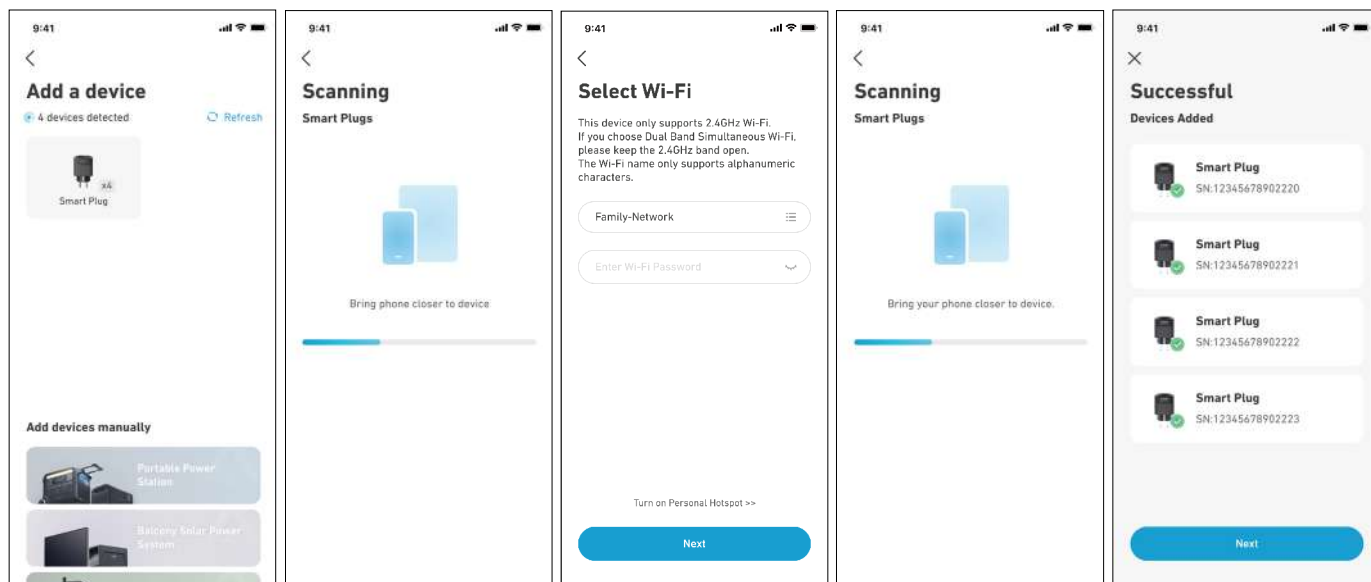 9:41
Add a device
4 devices detected
Refresh
x4
Smart Plug
Add devices manually
Portable Power
Station
Balcony Solar Power
System
9:41
Scanning
Smart Plugs
Bring phone closer to device
9:41
Select Wi-Fi
This device only supports 2.4GHz Wi-Fi.
If you choose Dual Band Simultaneous Wi-Fi,
please keep the 2.4GHz band open.
The Wi-Fi name only supports alphanumeric
characters.
Family-Network
Enter Wi-Fi Password
Turn on Personal Hotspot >>
Next
9:41
Scanning
Smart Plugs
Bring your phone closer to device.
9:41
Successful
Devices Added
Smart Plug
SN:12345678902220
Smart Plug
SN:12345678902221
Smart Plug
SN:12345678902222
Smart Plug
SN:12345678902223
Next